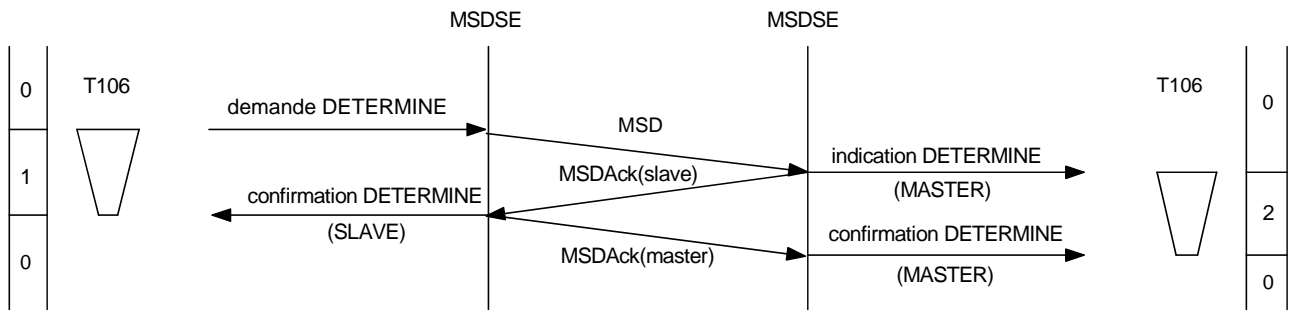 MSDSE
MSDSE
0
T106
demande DETERMINE
MSD
T106
0
1
MSDAck(slave)
indication DETERMINE
(MASTER)
confirmation DETERMINE
(SLAVE)
2
0
MSDAck(master)
confirmation DETERMINE
(MASTER)
0